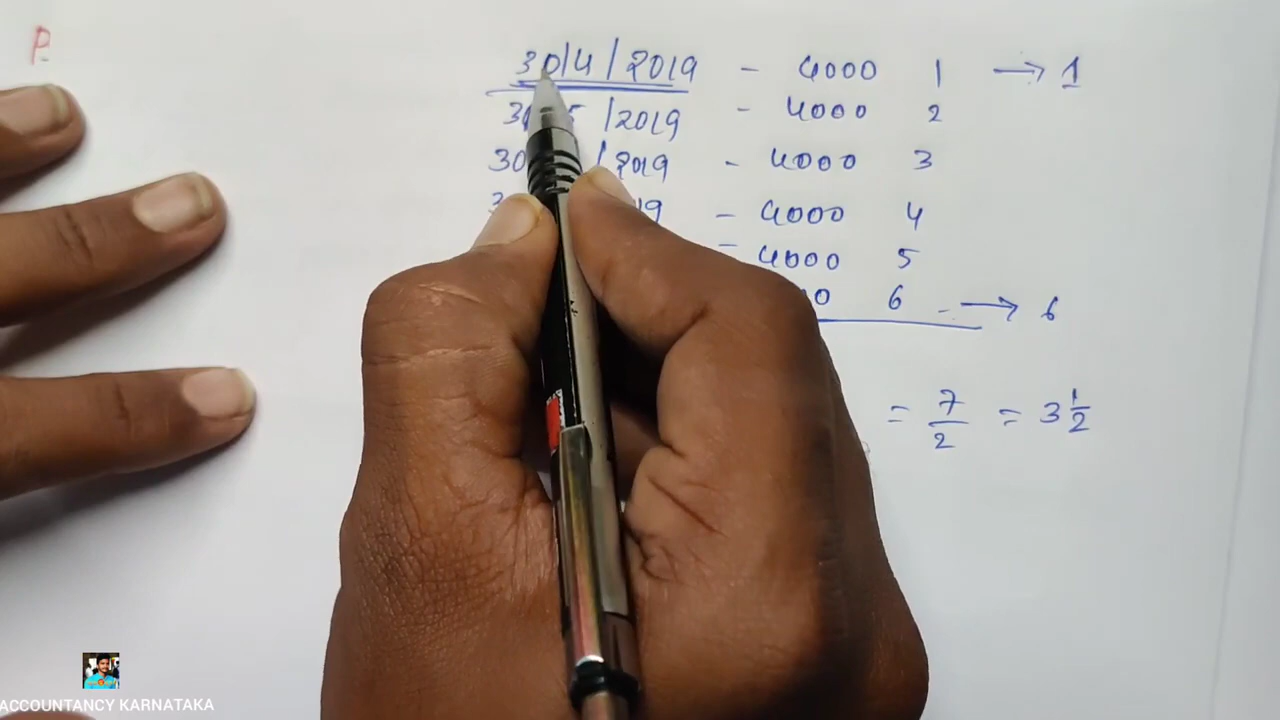 P.
30/4/2019 - 4000 1 → 1
/2019 - 4000 2
30 /2019 - 4000 3
19 - 4000 4
- 4000 5
6 → 6
= 7/2 = 3 1/2
ACCOUNTANCY KARNATAKA